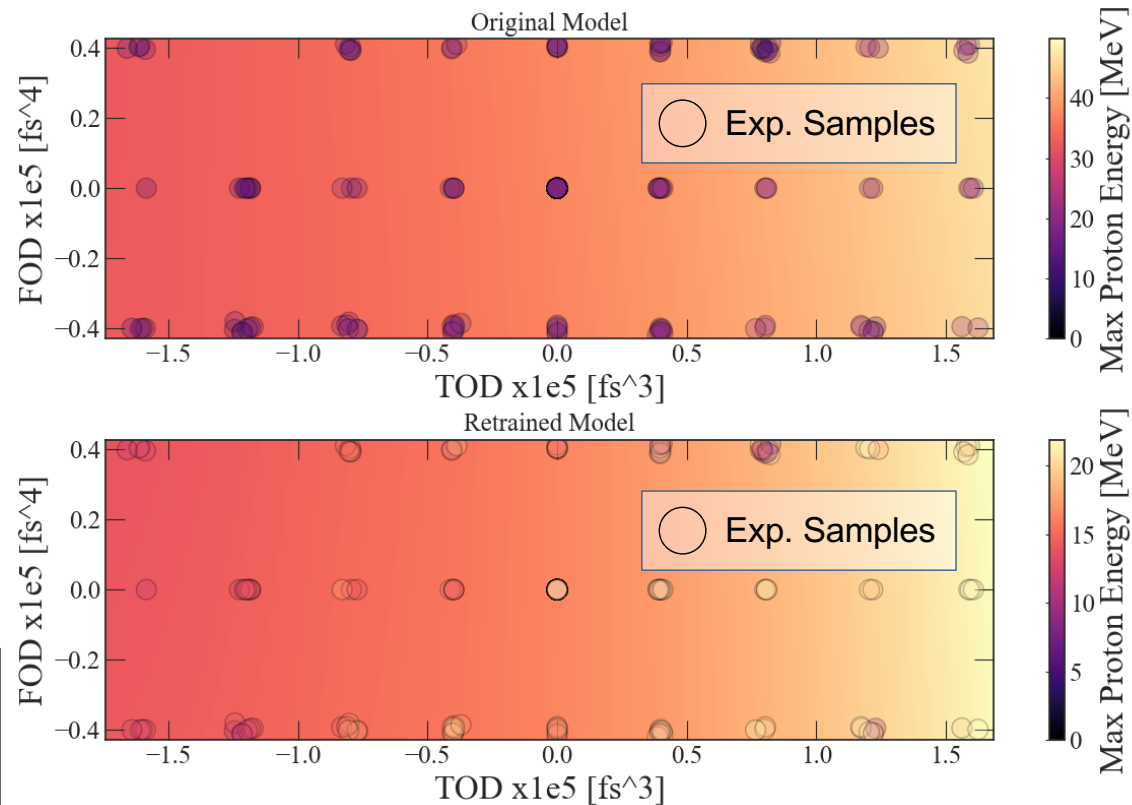 Original Model
FOD x1e5 [fs^4]
0.4
0.2
0.0
−0.2
−0.4
Exp. Samples
−1.5 −1.0 −0.5 0.0 0.5 1.0 1.5
TOD x1e5 [fs^3]
40
30
20
10
0
Max Proton Energy [MeV]
Retrained Model
FOD x1e5 [fs^4]
0.4
0.2
0.0
−0.2
−0.4
Exp. Samples
−1.5 −1.0 −0.5 0.0 0.5 1.0 1.5
TOD x1e5 [fs^3]
20
15
10
5
0
Max Proton Energy [MeV]